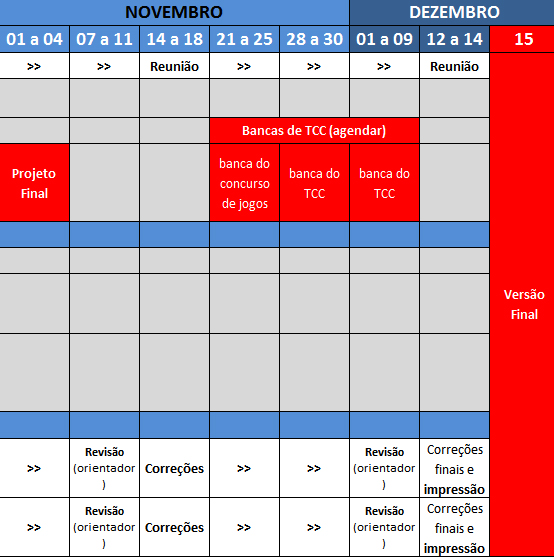 NOVEMBRO DEZEMBRO
01 a 04 07 a 11 14 a 18 21 a 25 28 a 30 01 a 09 12 a 14 15
>> >> Reunião >> >> >> Reunião
Bancas de TCC (agendar)
Projeto
Final
banca do
concurso
de jogos
banca do
TCC
banca do
TCC
Versão
Final
>>
Revisão
(orientador
)
Correções
>>
>>
Revisão
(orientador
)
Correções
finais e
impressão
>>
Revisão
(orientador
)
Correções
>>
>>
Revisão
(orientador
)
Correções
finais e
impressão